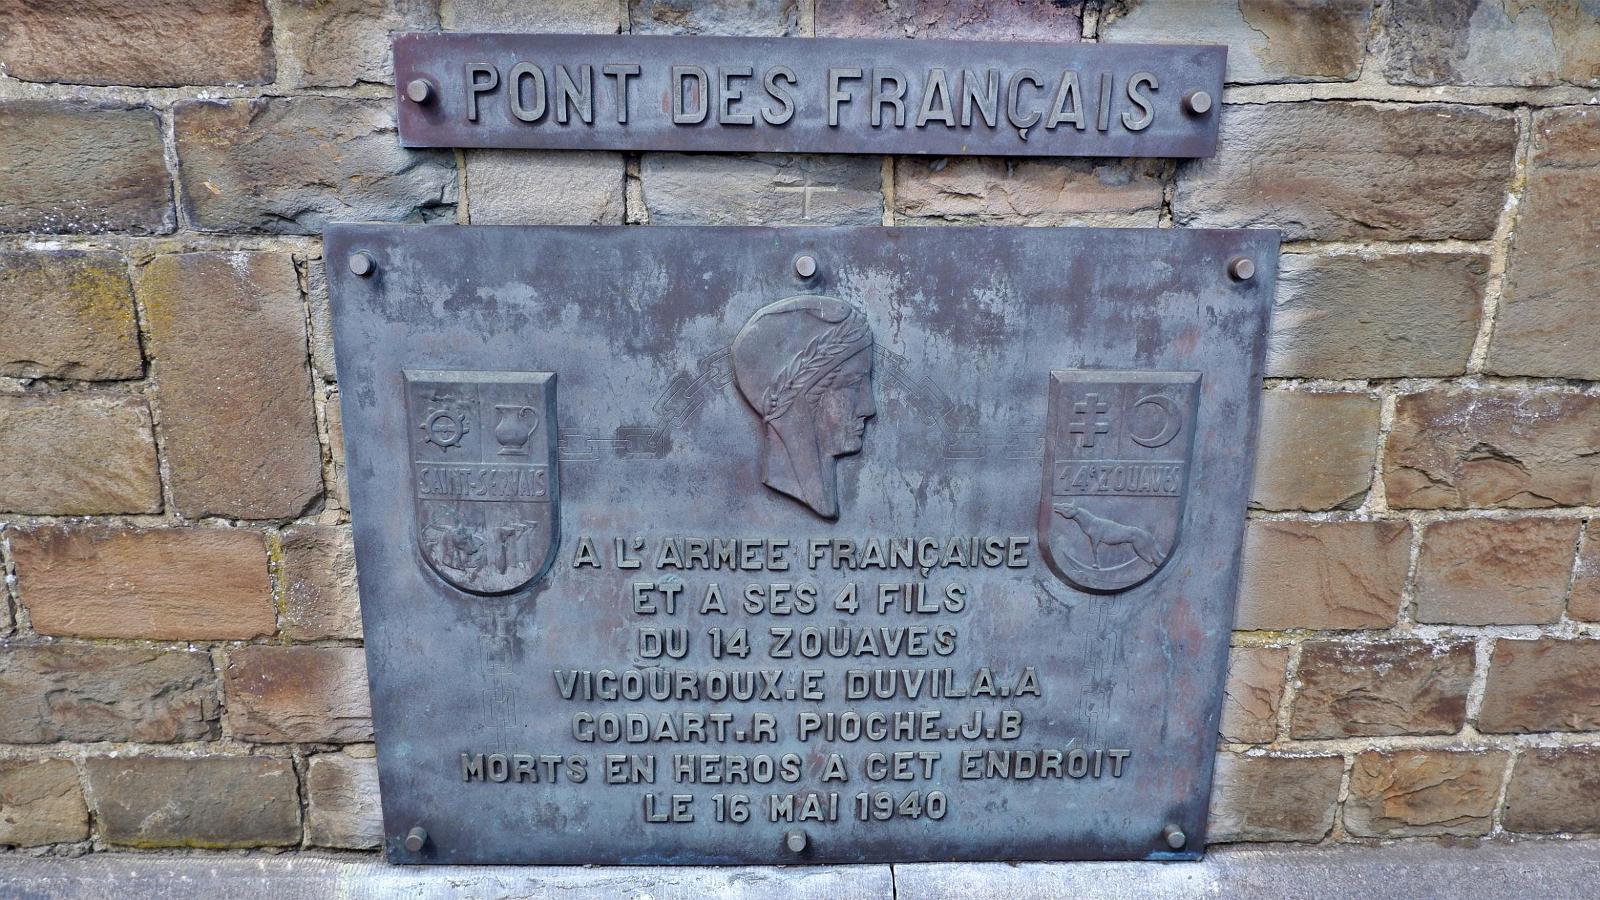 PONT DES FRANÇAIS
SAINT-SERVAIS
14e ZOUAVES
A L'ARMEE FRANÇAISE
ET A SES 4 FILS
DU 14 ZOUAVES
VIGOUROUX.E DUVILA.A
GODART.R PIOCHE.J.B
MORTS EN HEROS A CET ENDROIT
LE 16 MAI 1940